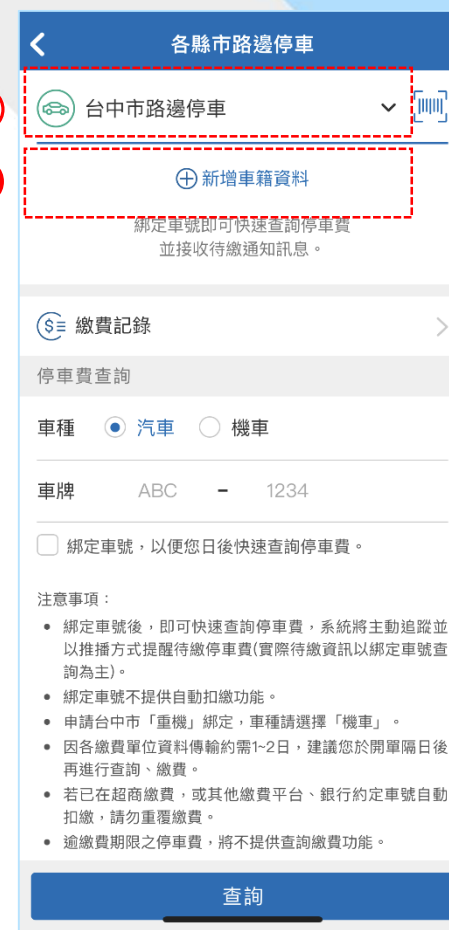 各縣市路邊停車
台中市路邊停車
新增車籍資料
綁定車號即可快速查詢停車費
並接收待繳通知訊息。
繳費記錄
停車費查詢
車種 汽車 機車
車牌 ABC - 1234
綁定車號，以便您日後快速查詢停車費。
注意事項：
• 綁定車號後，即可快速查詢停車費，系統將主動追蹤並
以推播方式提醒待繳停車費(實際待繳資訊以綁定車號查
詢為主)。
• 綁定車號不提供自動扣繳功能。
• 申請台中市「重機」綁定，車種請選擇「機車」。
• 因各繳費單位資料傳輸約需1~2日，建議您於開單隔日後
再進行查詢、繳費。
• 若已在超商繳費，或其他繳費平台、銀行約定車號自動
扣繳，請勿重覆繳費。
• 逾繳費期限之停車費，將不提供查詢繳費功能。
查詢